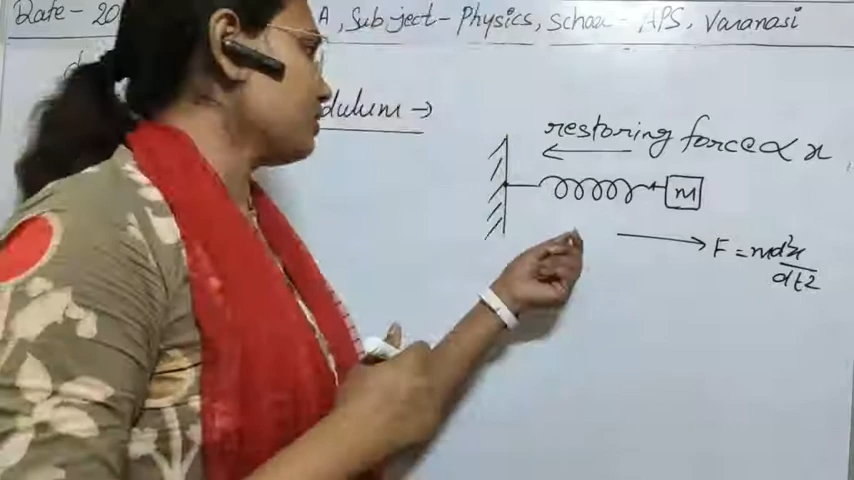 Date - 20 A, Subject - Physics, School - APS, Varanasi
dulum →
restoring force ∝ x
m
F = md²x
dt2